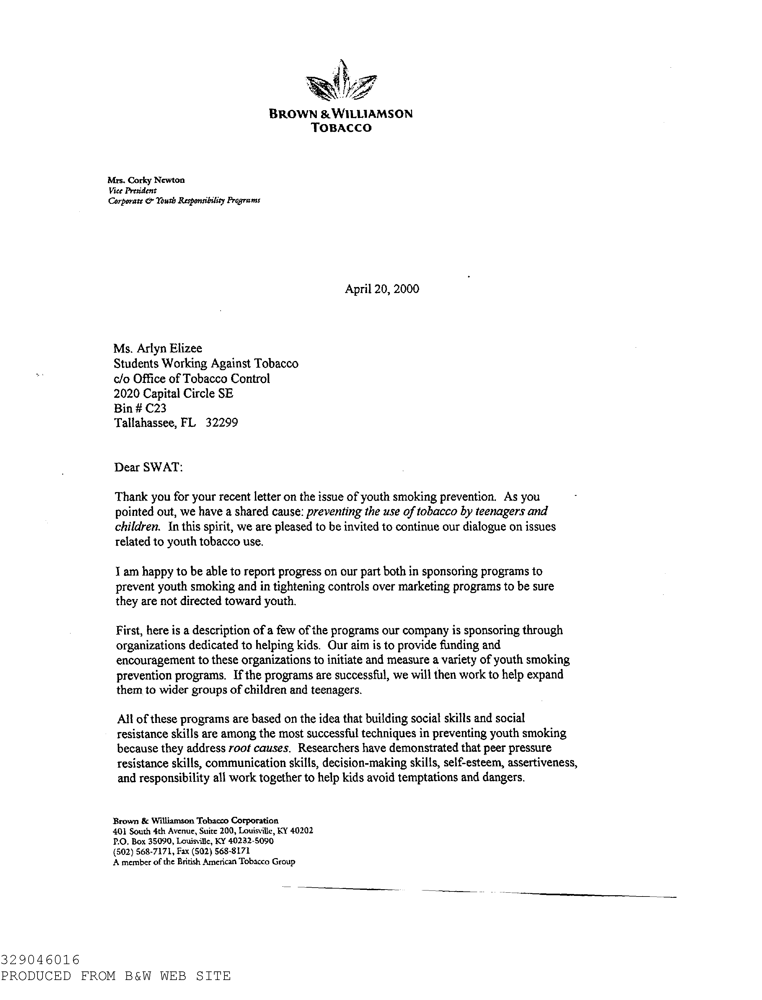 BROWN & WILLIAMSON
TOBACCO
Mrs. Corky Newton
Vice President
Corporate & Youth Responsibility Programs
April 20, 2000
Ms. Arlyn Elizee
Students Working Against Tobacco
c/o Office of Tobacco Control
2020 Capital Circle SE
Bin # C23
Tallahassee, FL 32299
Dear SWAT:
Thank you for your recent letter on the issue of youth smoking prevention. As you
pointed out, we have a shared cause: preventing the use of tobacco by teenagers and
children. In this spirit, we are pleased to be invited to continue our dialogue on issues
related to youth tobacco use.
I am happy to be able to report progress on our part both in sponsoring programs to
prevent youth smoking and in tightening controls over marketing programs to be sure
they are not directed toward youth.
First, here is a description of a few of the programs our company is sponsoring through
organizations dedicated to helping kids. Our aim is to provide funding and
encouragement to these organizations to initiate and measure a variety of youth smoking
prevention programs. If the programs are successful, we will then work to help expand
them to wider groups of children and teenagers.
All of these programs are based on the idea that building social skills and social
resistance skills are among the most successful techniques in preventing youth smoking
because they address root causes. Researchers have demonstrated that peer pressure
resistance skills, communication skills, decision-making skills, self-esteem, assertiveness,
and responsibility all work together to help kids avoid temptations and dangers.
Brown & Williamson Tobacco Corporation
401 South 4th Avenue, Suite 200, Louisville, KY 40202
P.O. Box 35090, Louisville, KY 40232-5090
(502) 568-7171, Fax (502) 568-8171
A member of the British American Tobacco Group
329046016
PRODUCED FROM B&W WEB SITE